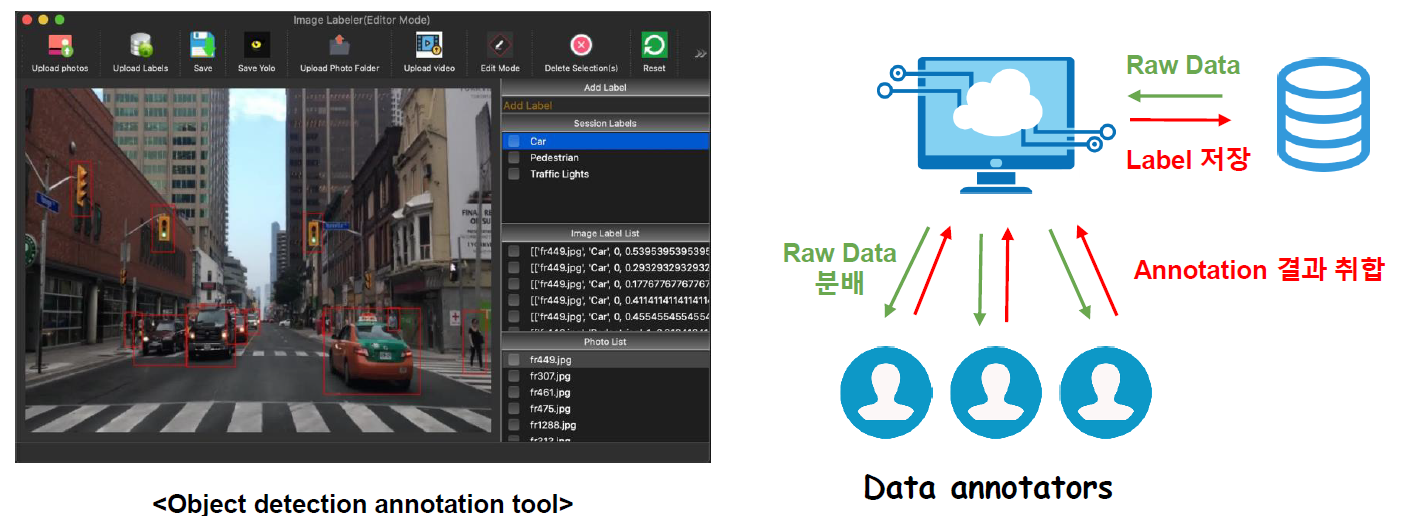 Image Labeler(Editor Mode)
Upload photos
Upload Labels
Save
Save Yolo
Upload Photo Folder
Upload video
Edit Mode
Delete Selection(s)
Reset
Add Label
Add Label
Session Labels
Car
Pedestrian
Traffic Lights
Image Label List
[['fr449.jpg', 'Car', 0, 0.5395395395395
[['fr449.jpg', 'Car', 0, 0.2932932932932
[['fr449.jpg', 'Car', 0, 0.1776776776776
[['fr449.jpg', 'Car', 0, 0.4114114114114
[['fr449.jpg', 'Car', 0, 0.4554554554554
Photo List
fr449.jpg
fr307.jpg
fr461.jpg
fr475.jpg
fr1288.jpg
<Object detection annotation tool>
Raw Data
Label 저장
Raw Data
분배
Annotation 결과 취합
Data annotators